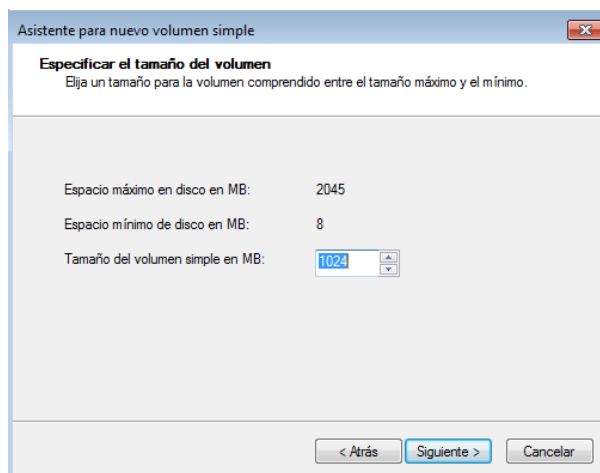 Asistente para nuevo volumen simple
Especificar el tamaño del volumen
Elija un tamaño para la volumen comprendido entre el tamaño máximo y el mínimo.
Espacio máximo en disco en MB: 2045
Espacio mínimo de disco en MB: 8
Tamaño del volumen simple en MB: 1024
< Atrás Siguiente > Cancelar